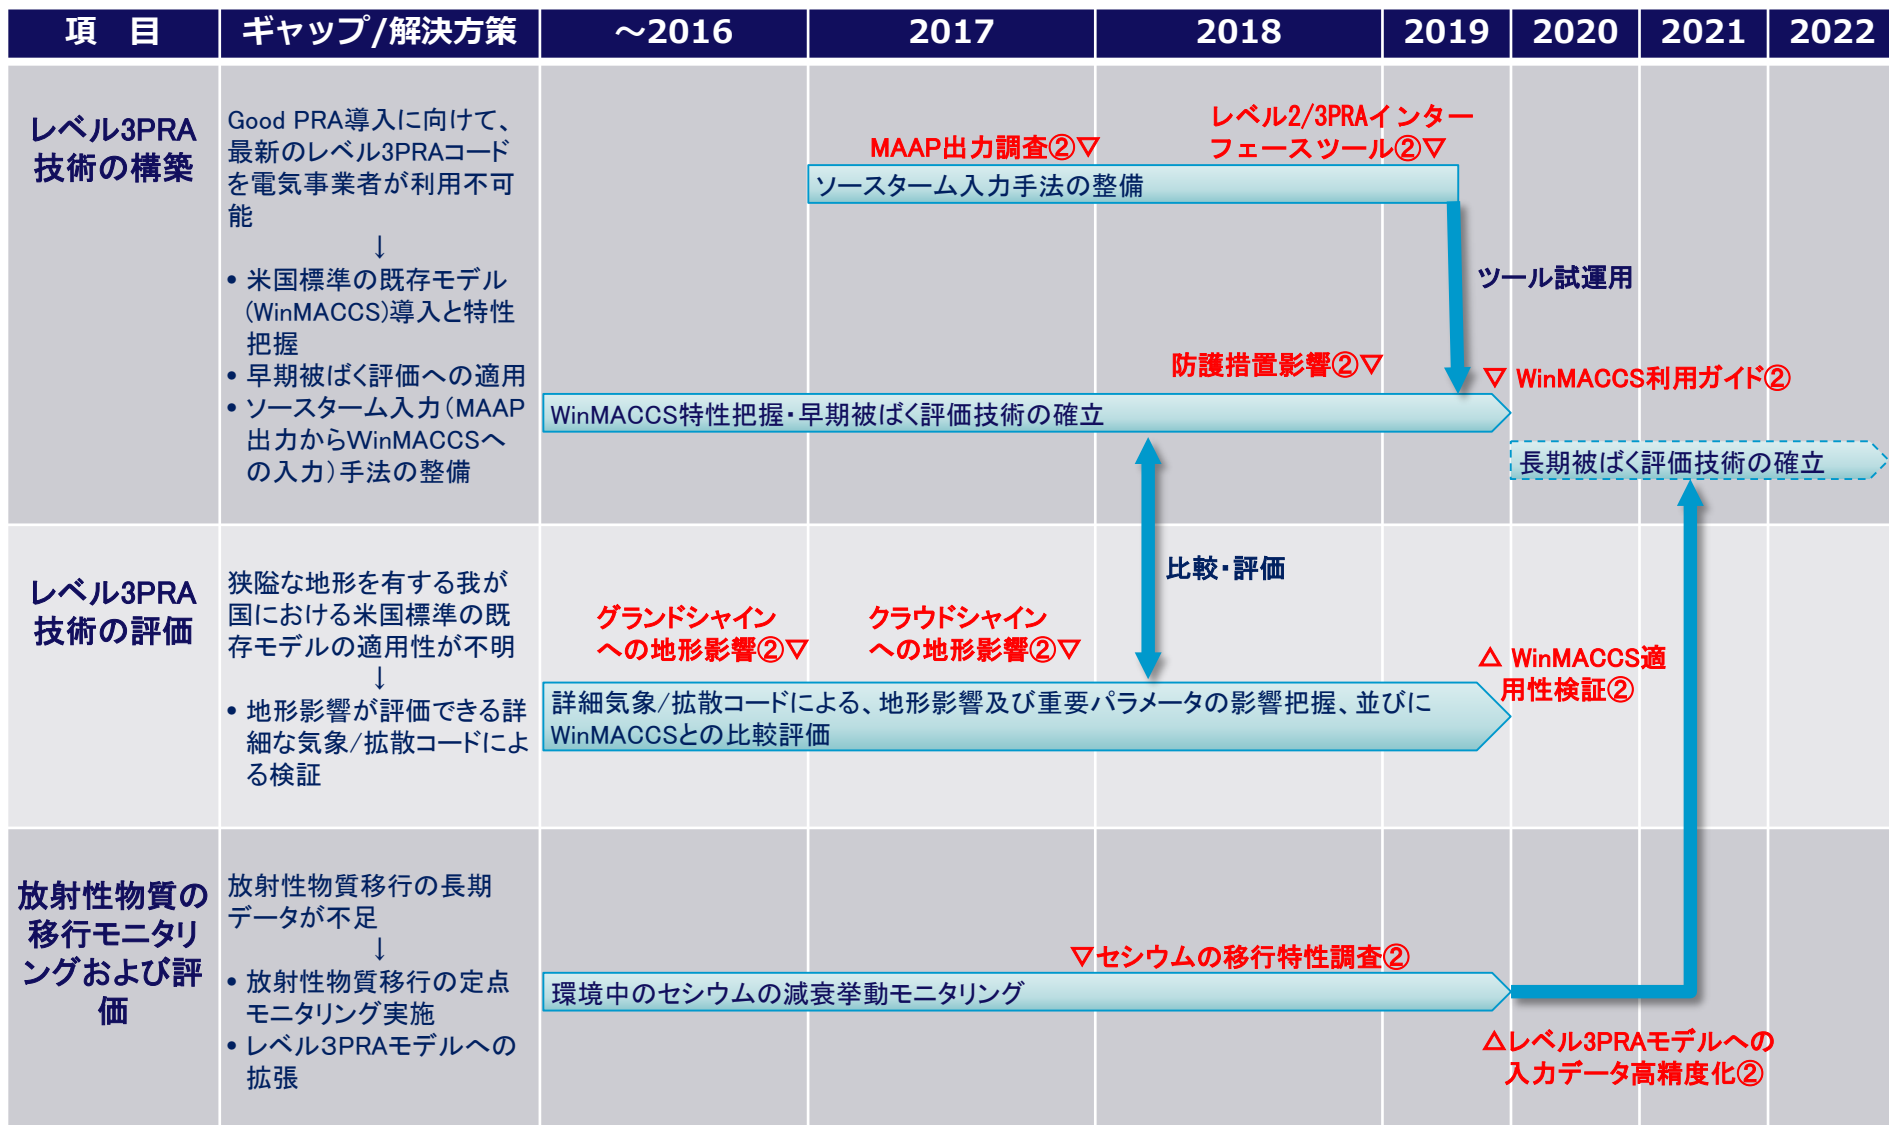 項　目
ギャップ/解決方策
～2016
2017
2018
2019
2020
2021
2022
レベル3PRA
技術の構築
Good PRA導入に向けて、
最新のレベル3PRAコード
を電気事業者が利用不可
能
↓
• 米国標準の既存モデル
(WinMACCS)導入と特性
把握
• 早期被ばく評価への適用
• ソースターム入力（MAAP
出力からWinMACCSへ
の入力）手法の整備
MAAP出力調査②▽
レベル2/3PRAインター
フェースツール②▽
ソースターム入力手法の整備
ツール試運用
防護措置影響②▽
▽ WinMACCS利用ガイド②
WinMACCS特性把握・早期被ばく評価技術の確立
長期被ばく評価技術の確立
レベル3PRA
技術の評価
狭隘な地形を有する我が
国における米国標準の既
存モデルの適用性が不明
↓
• 地形影響が評価できる詳
細な気象/拡散コードによ
る検証
比較・評価
グランドシャイン
への地形影響②▽
クラウドシャイン
への地形影響②▽
△ WinMACCS適
用性検証②
詳細気象/拡散コードによる、地形影響及び重要パラメータの影響把握、並びに
WinMACCSとの比較評価
放射性物質の
移行モニタリ
ングおよび評
価
放射性物質移行の長期
データが不足
↓
• 放射性物質移行の定点
モニタリング実施
• レベル３PRAモデルへの
拡張
▽セシウムの移行特性調査②
環境中のセシウムの減衰挙動モニタリング
△レベル3PRAモデルへの
入力データ高精度化②